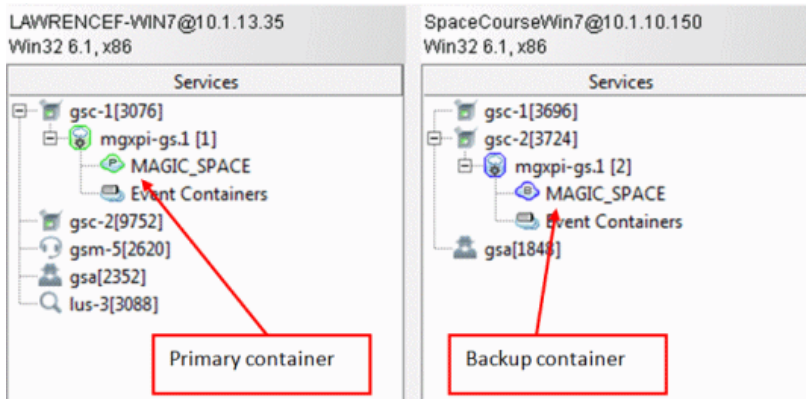 LAWRENCEF-WIN7@10.1.13.35
Win32 6.1, x86
Services
gsc-1[3076]
mgxpi-gs.1 [1]
MAGIC_SPACE
Event Containers
gsc-2[9752]
gsm-5[2620]
gsa[2352]
lus-3[3088]
Primary container
SpaceCourseWin7@10.1.10.150
Win32 6.1, x86
Services
gsc-1[3696]
gsc-2[3724]
mgxpi-gs.1 [2]
MAGIC_SPACE
Event Containers
gsa[1848]
Backup container